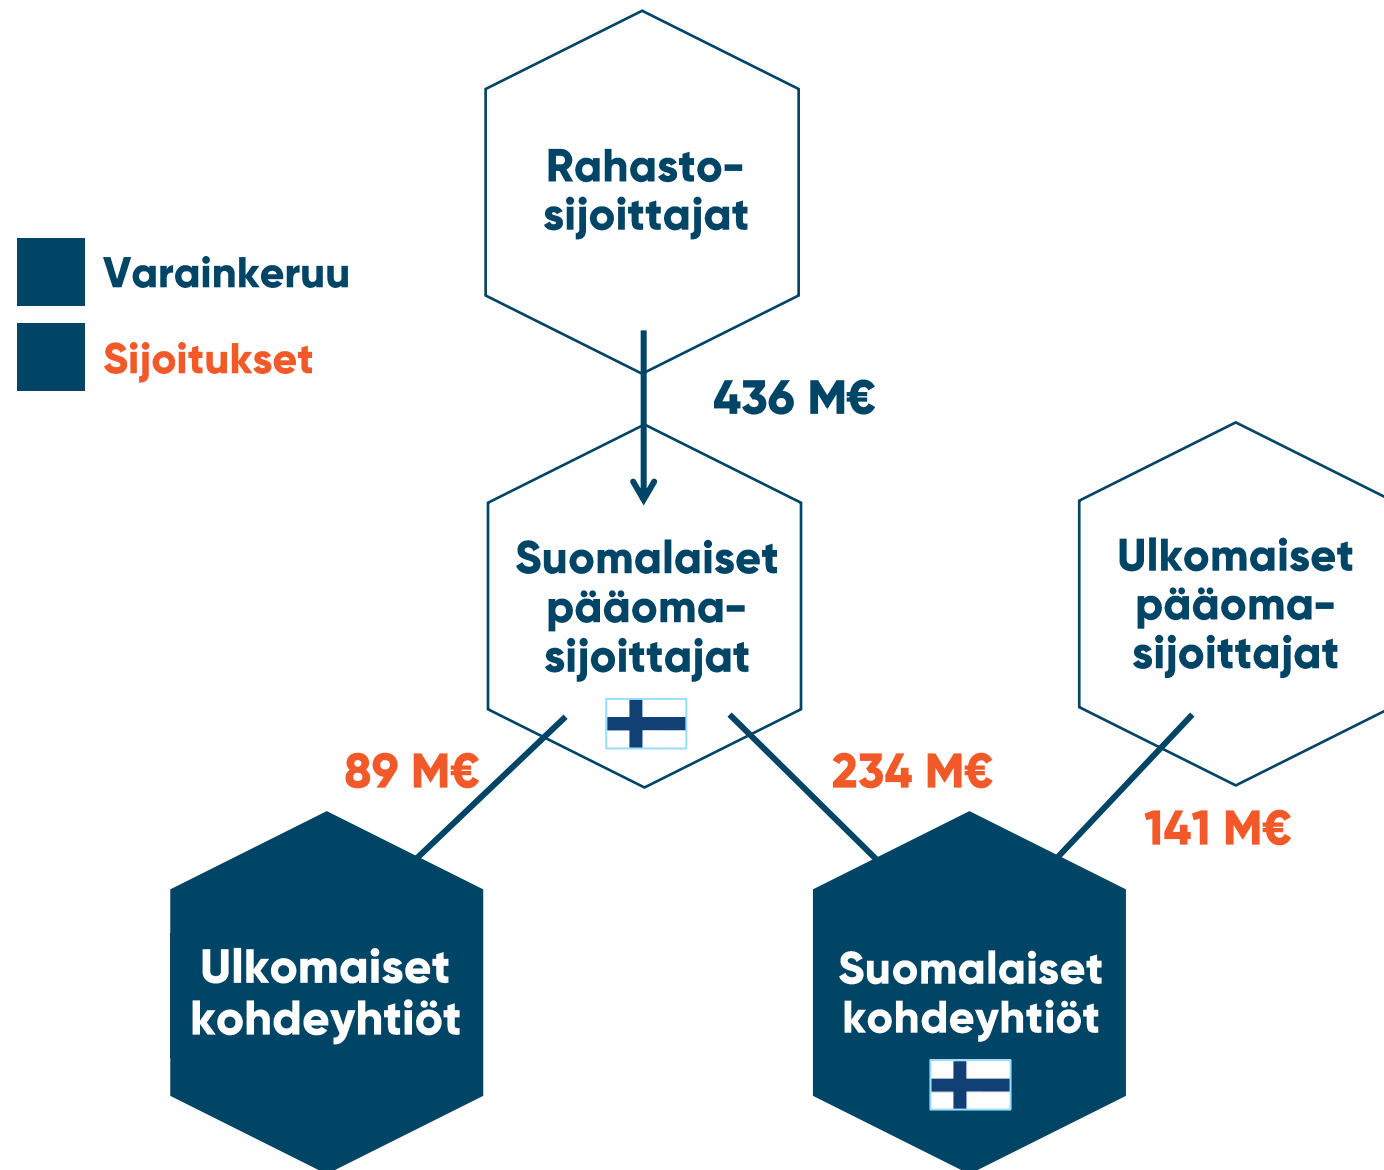 Rahasto-
sijoittajat
Varainkeruu
Sijoitukset
436 M€
Suomalaiset
pääoma-
sijoittajat
Ulkomaiset
pääoma-
sijoittajat
89 M€
234 M€
141 M€
Ulkomaiset
kohdeyhtiöt
Suomalaiset
kohdeyhtiöt